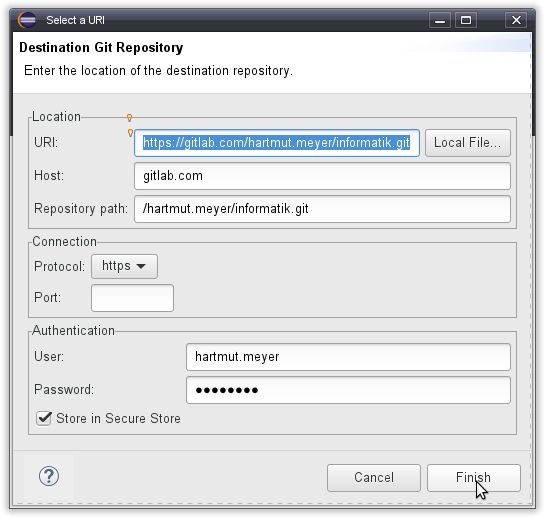 Select a URI
Destination Git Repository
Enter the location of the destination repository.
Location
URI: https://gitlab.com/hartmut.meyer/informatik.git Local File...
Host: gitlab.com
Repository path: /hartmut.meyer/informatik.git
Connection
Protocol: https
Port:
Authentication
User: hartmut.meyer
Password: ●●●●●●●●
Store in Secure Store
? Cancel Finish